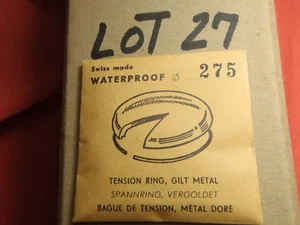 LOT 27
Swiss made
WATERPROOF ø 275
TENSION RING, GILT METAL
SPANNRING, VERGOLDET
BAGUE DE TENSION, MÉTAL DORÉ